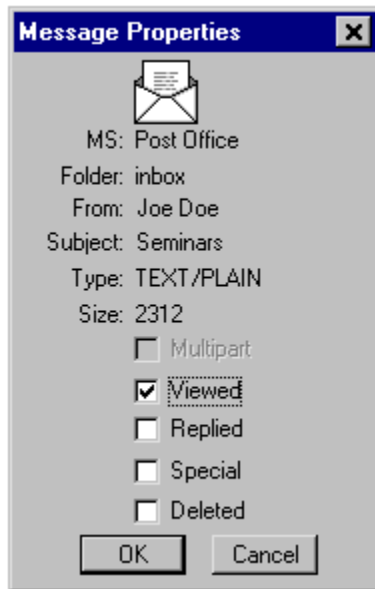 Message Properties
MS: Post Office
Folder: inbox
From: Joe Doe
Subject: Seminars
Type: TEXT/PLAIN
Size: 2312
Multipart
Viewed
Replied
Special
Deleted
OK Cancel